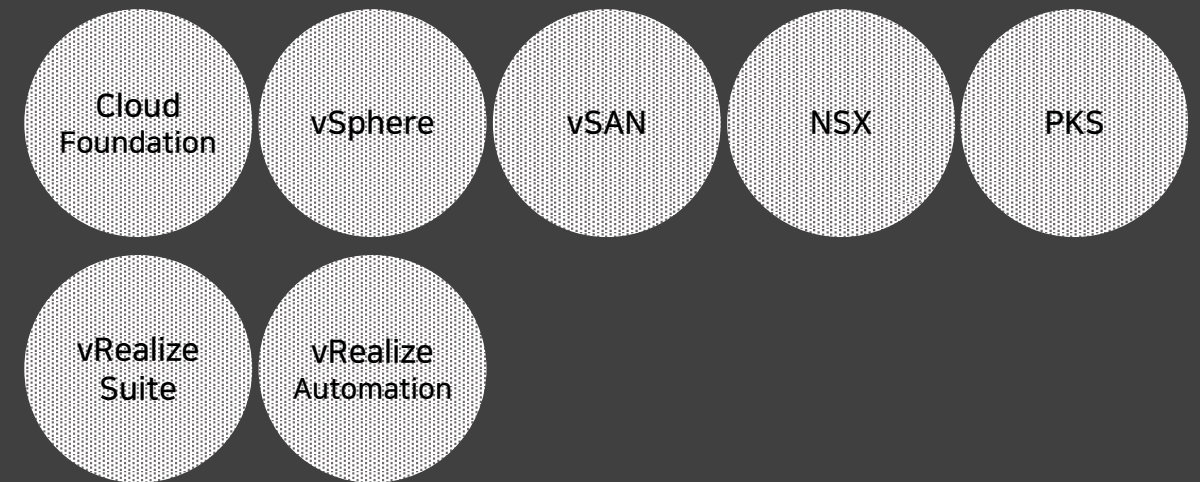 Cloud
Foundation
vSphere
vSAN
NSX
PKS
vRealize
Suite
vRealize
Automation